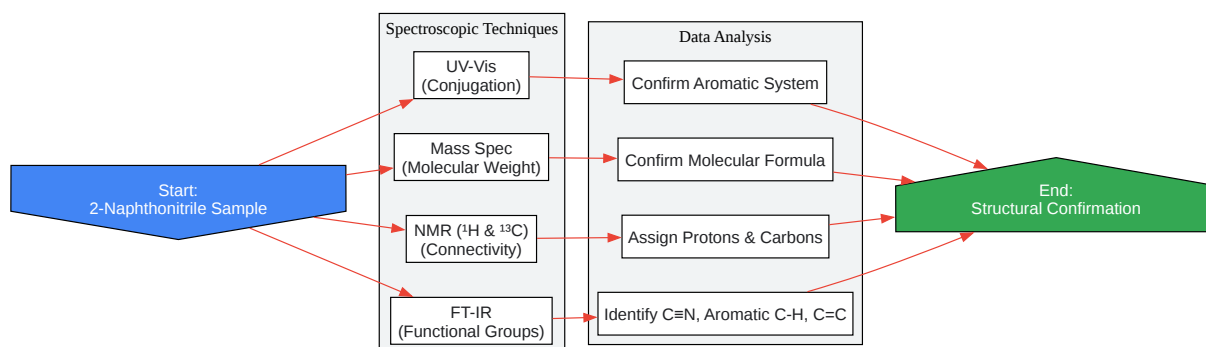 Spectroscopic Techniques
Data Analysis
Start:
2-Naphthonitrile Sample
UV-Vis
(Conjugation)
Mass Spec
(Molecular Weight)
NMR (¹H & ¹³C)
(Connectivity)
FT-IR
(Functional Groups)
Confirm Aromatic System
Confirm Molecular Formula
Assign Protons & Carbons
Identify C≡N, Aromatic C-H, C=C
End:
Structural Confirmation